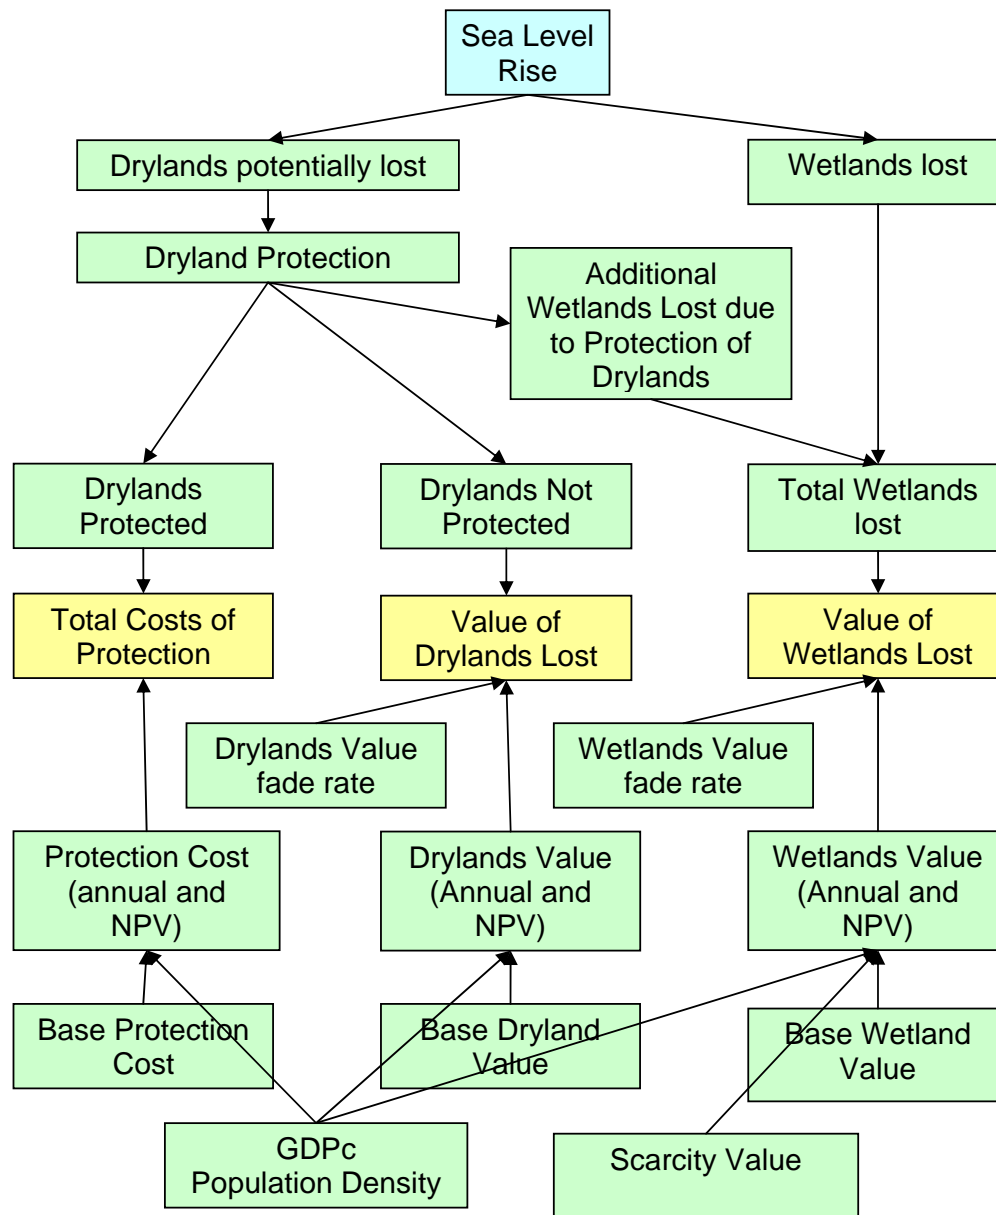 Sea Level
Rise
Drylands potentially lost
Wetlands lost
Dryland Protection
Additional
Wetlands Lost due
to Protection of
Drylands
Drylands
Protected
Drylands Not
Protected
Total Wetlands
lost
Total Costs of
Protection
Value of
Drylands Lost
Value of
Wetlands Lost
Drylands Value
fade rate
Wetlands Value
fade rate
Protection Cost
(annual and
NPV)
Drylands Value
(Annual and
NPV)
Wetlands Value
(Annual and
NPV)
Base Protection
Cost
Base Dryland
Value
Base Wetland
Value
GDPc
Population Density
Scarcity Value